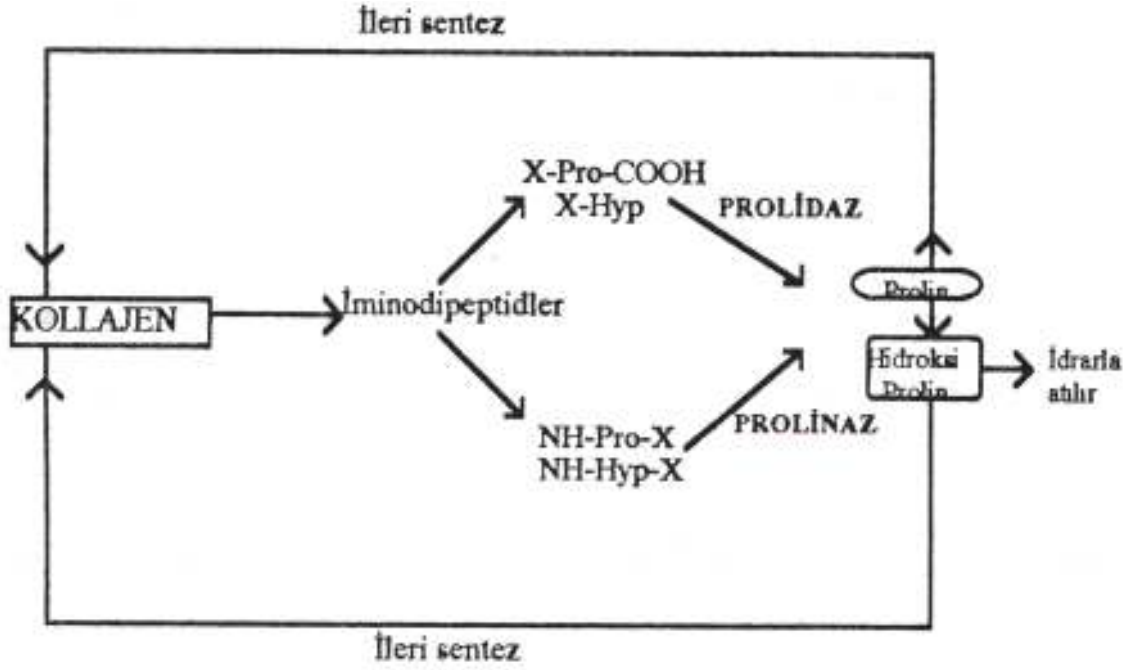 İleri sentez
X-Pro-COOH
X-Hyp
PROLİDAZ
Prolin
KOLLAJEN
İminodipeptidler
Hidroksi
Prolin
İdrarla
atılır
NH-Pro-X
NH-Hyp-X
PROLİNAZ
İleri sentez